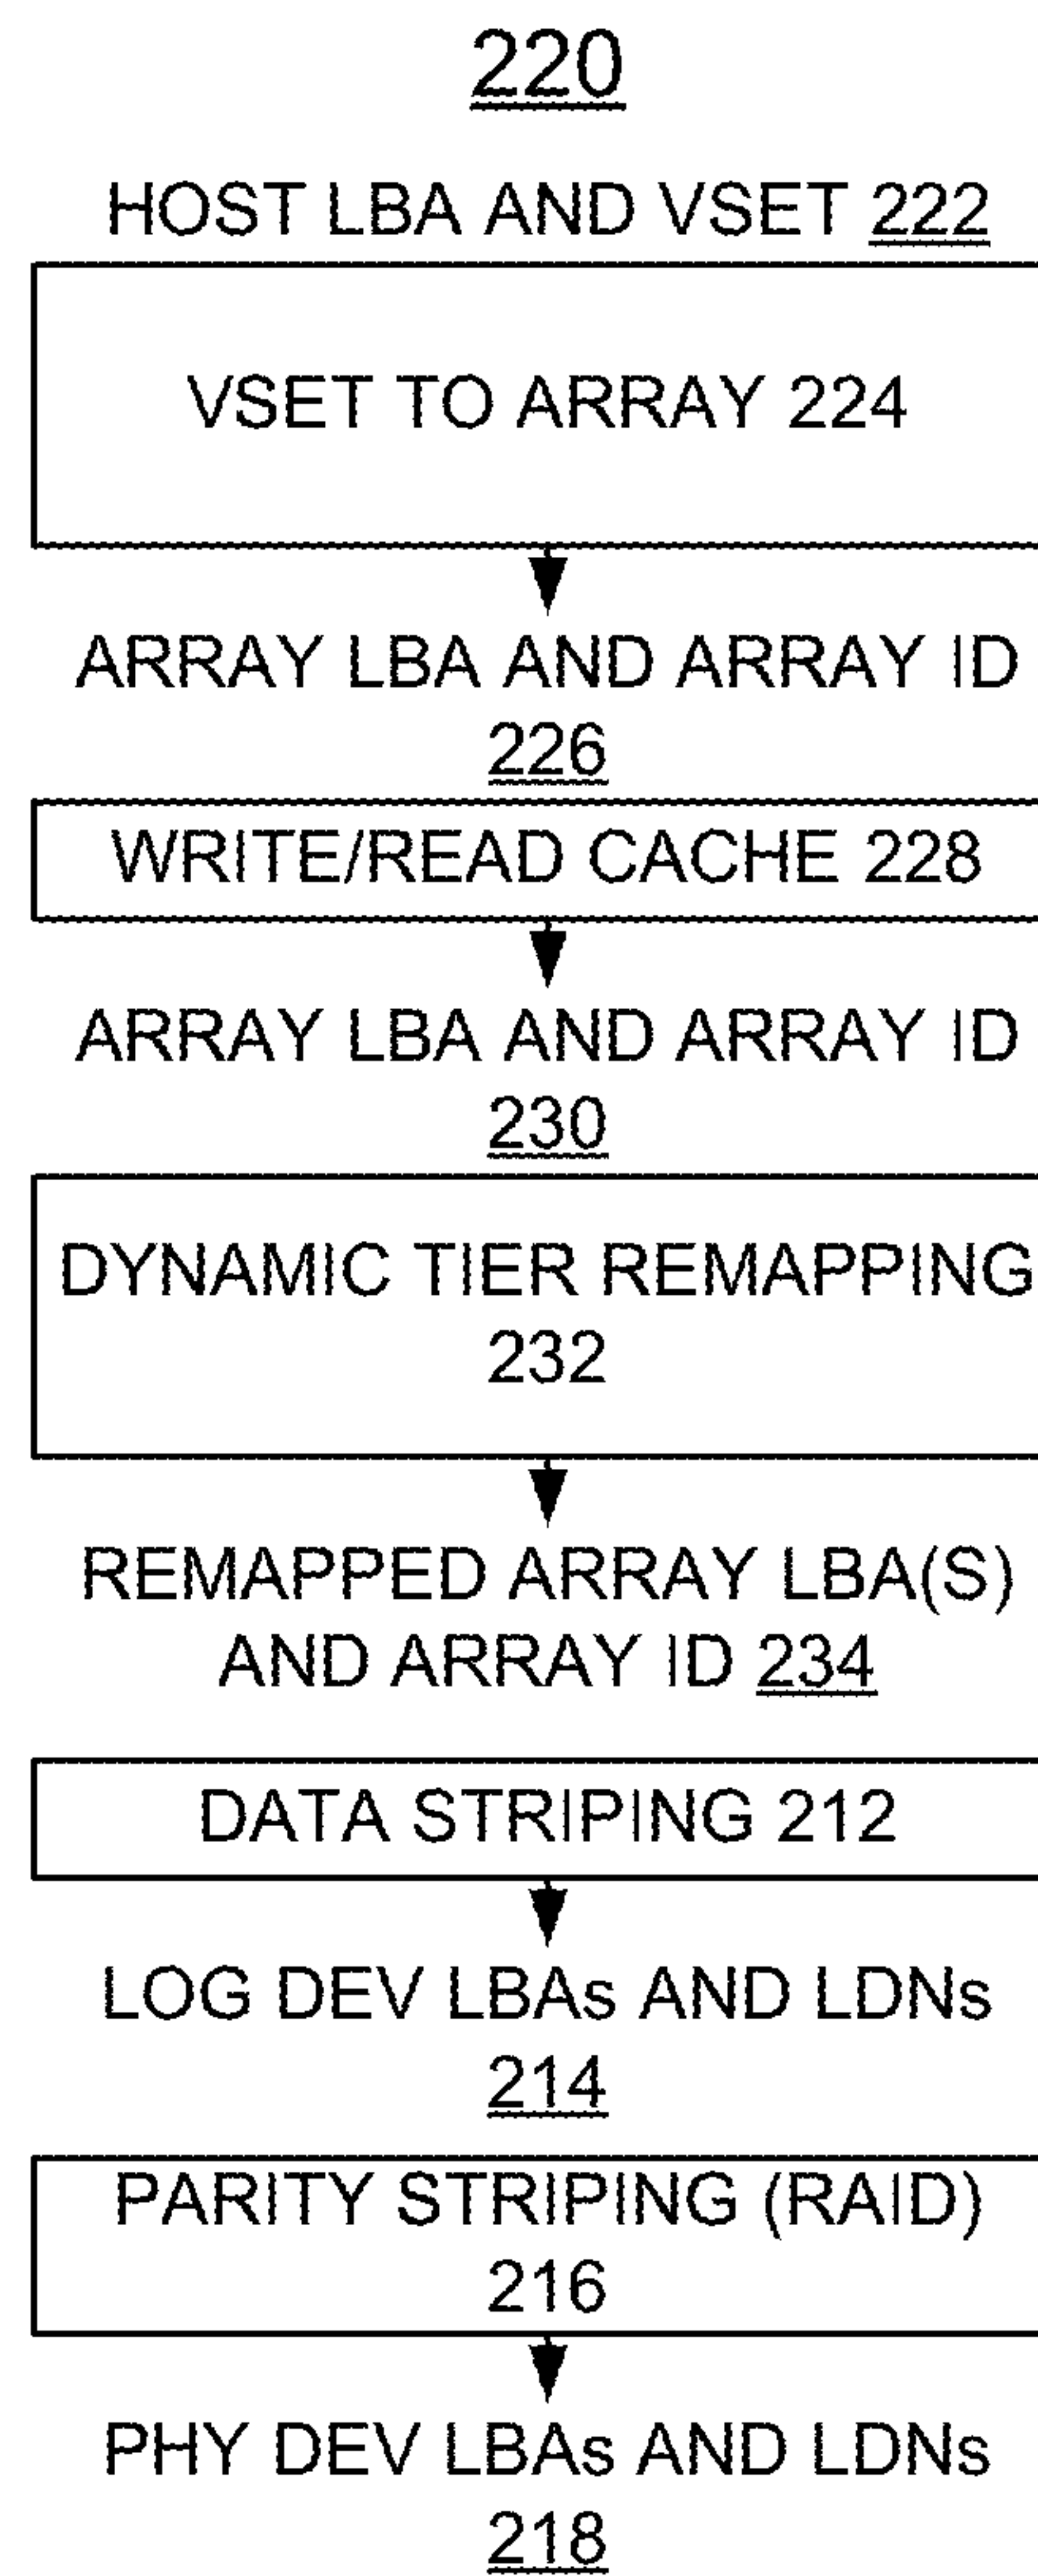 220
HOST LBA AND VSET 222
VSET TO ARRAY 224
ARRAY LBA AND ARRAY ID
226
WRITE/READ CACHE 228
ARRAY LBA AND ARRAY ID
230
DYNAMIC TIER REMAPPING
232
REMAPPED ARRAY LBA(S)
AND ARRAY ID 234
DATA STRIPING 212
LOG DEV LBAs AND LDNs
214
PARITY STRIPING (RAID)
216
PHY DEV LBAs AND LDNs
218